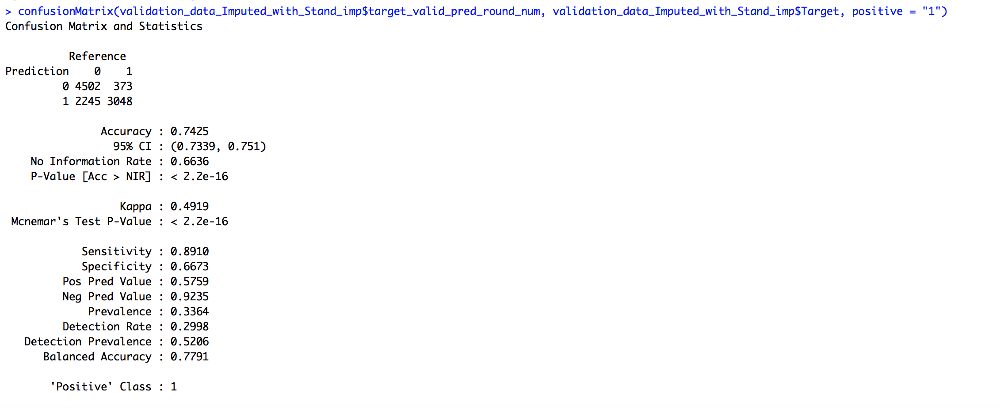 > confusionMatrix(validation_data_Imputed_with_Stand_imp$target_valid_pred_round_num, validation_data_Imputed_with_Stand_imp$Target, positive = "1")
Confusion Matrix and Statistics
Reference
Prediction 0 1
0 4502 373
1 2245 3048
Accuracy : 0.7425
95% CI : (0.7339, 0.751)
No Information Rate : 0.6636
P-Value [Acc > NIR] : < 2.2e-16
Kappa : 0.4919
Mcnemar's Test P-Value : < 2.2e-16
Sensitivity : 0.8910
Specificity : 0.6673
Pos Pred Value : 0.5759
Neg Pred Value : 0.9235
Prevalence : 0.3364
Detection Rate : 0.2998
Detection Prevalence : 0.5206
Balanced Accuracy : 0.7791
'Positive' Class : 1